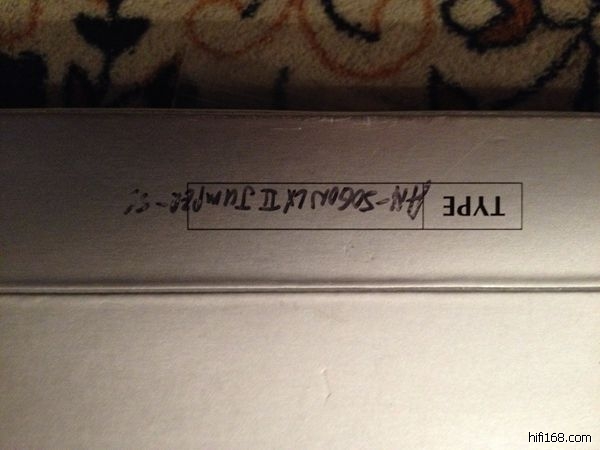 TYPE AN-SOGON LX II JUMPER-S
hifi168.com